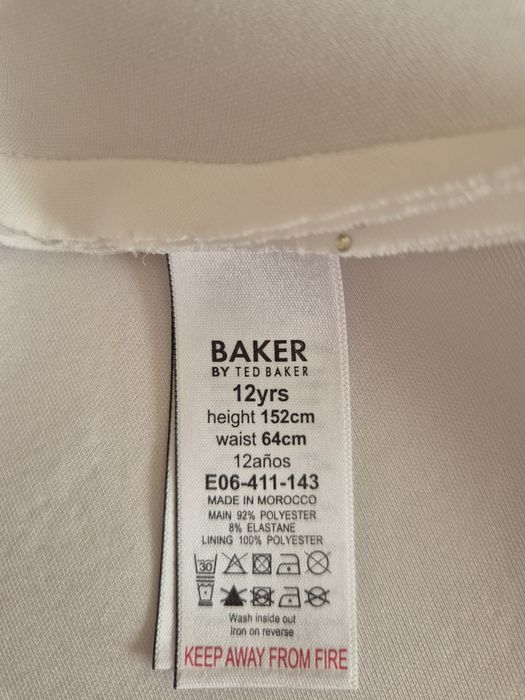 BAKER
BY TED BAKER
12yrs
height 152cm
waist 64cm
12años
E06-411-143
MADE IN MOROCCO
MAIN 92% POLYESTER
8% ELASTANE
LINING 100% POLYESTER
30
Wash inside out
Iron on reverse
KEEP AWAY FROM FIRE